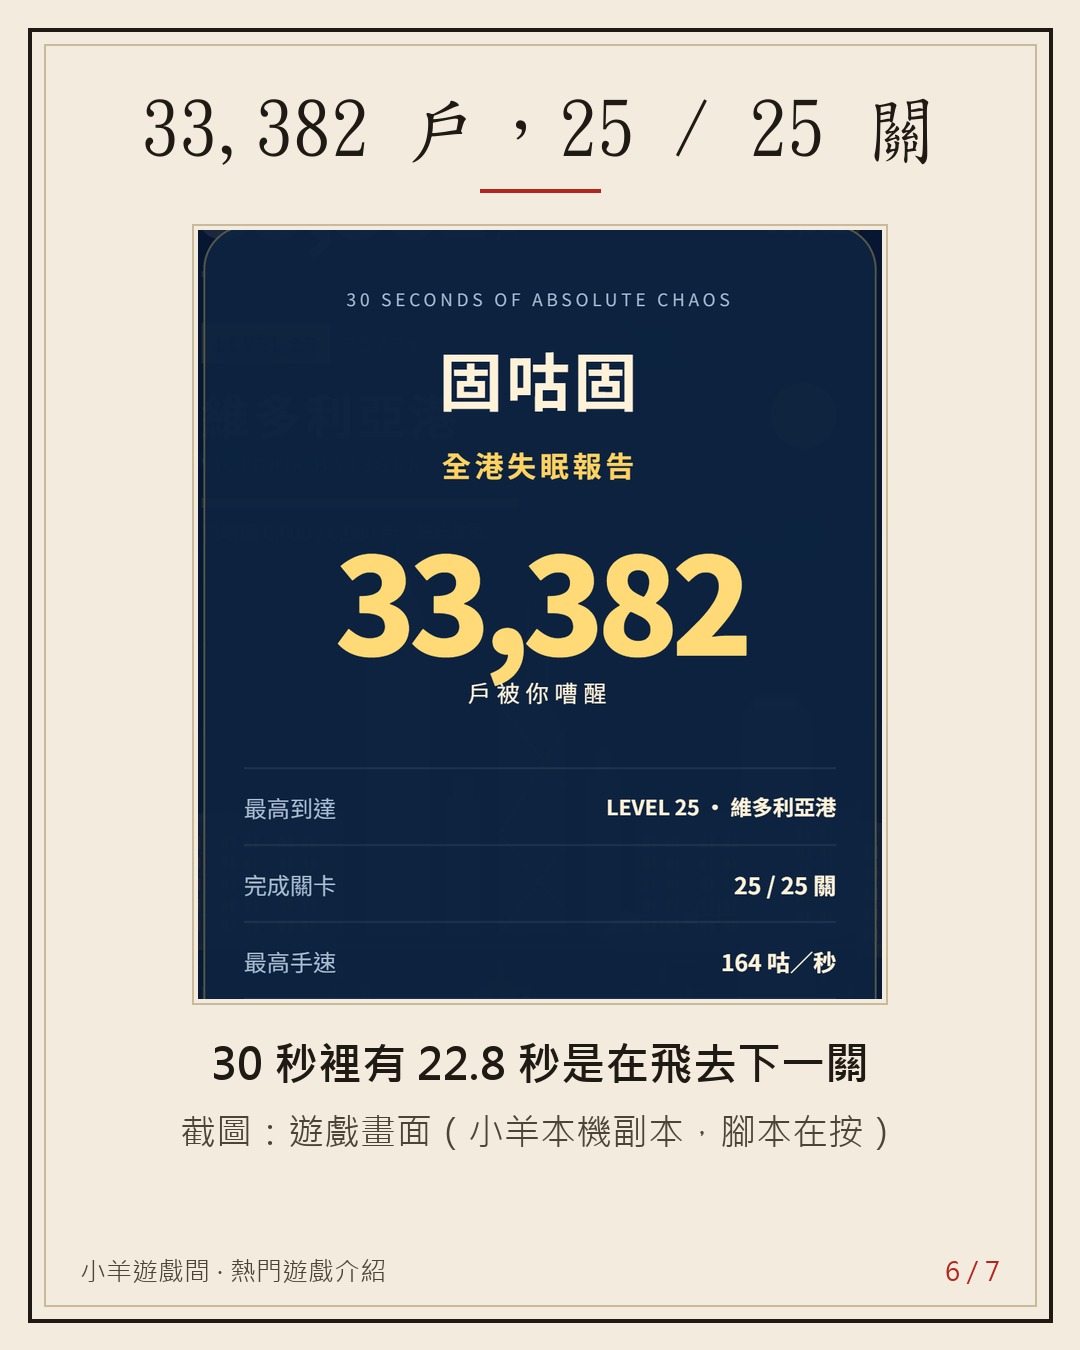 33,382 戶，25 / 25 關
30 SECONDS OF ABSOLUTE CHAOS
固咕固
全港失眠報告
33,382
戶被你嘈醒
最高到達 LEVEL 25 · 維多利亞港
完成關卡 25 / 25 關
最高手速 164 咕／秒
30 秒裡有 22.8 秒是在飛去下一關
截圖：遊戲畫面（小羊本機副本，腳本在按）
小羊遊戲間 · 熱門遊戲介紹 6 / 7